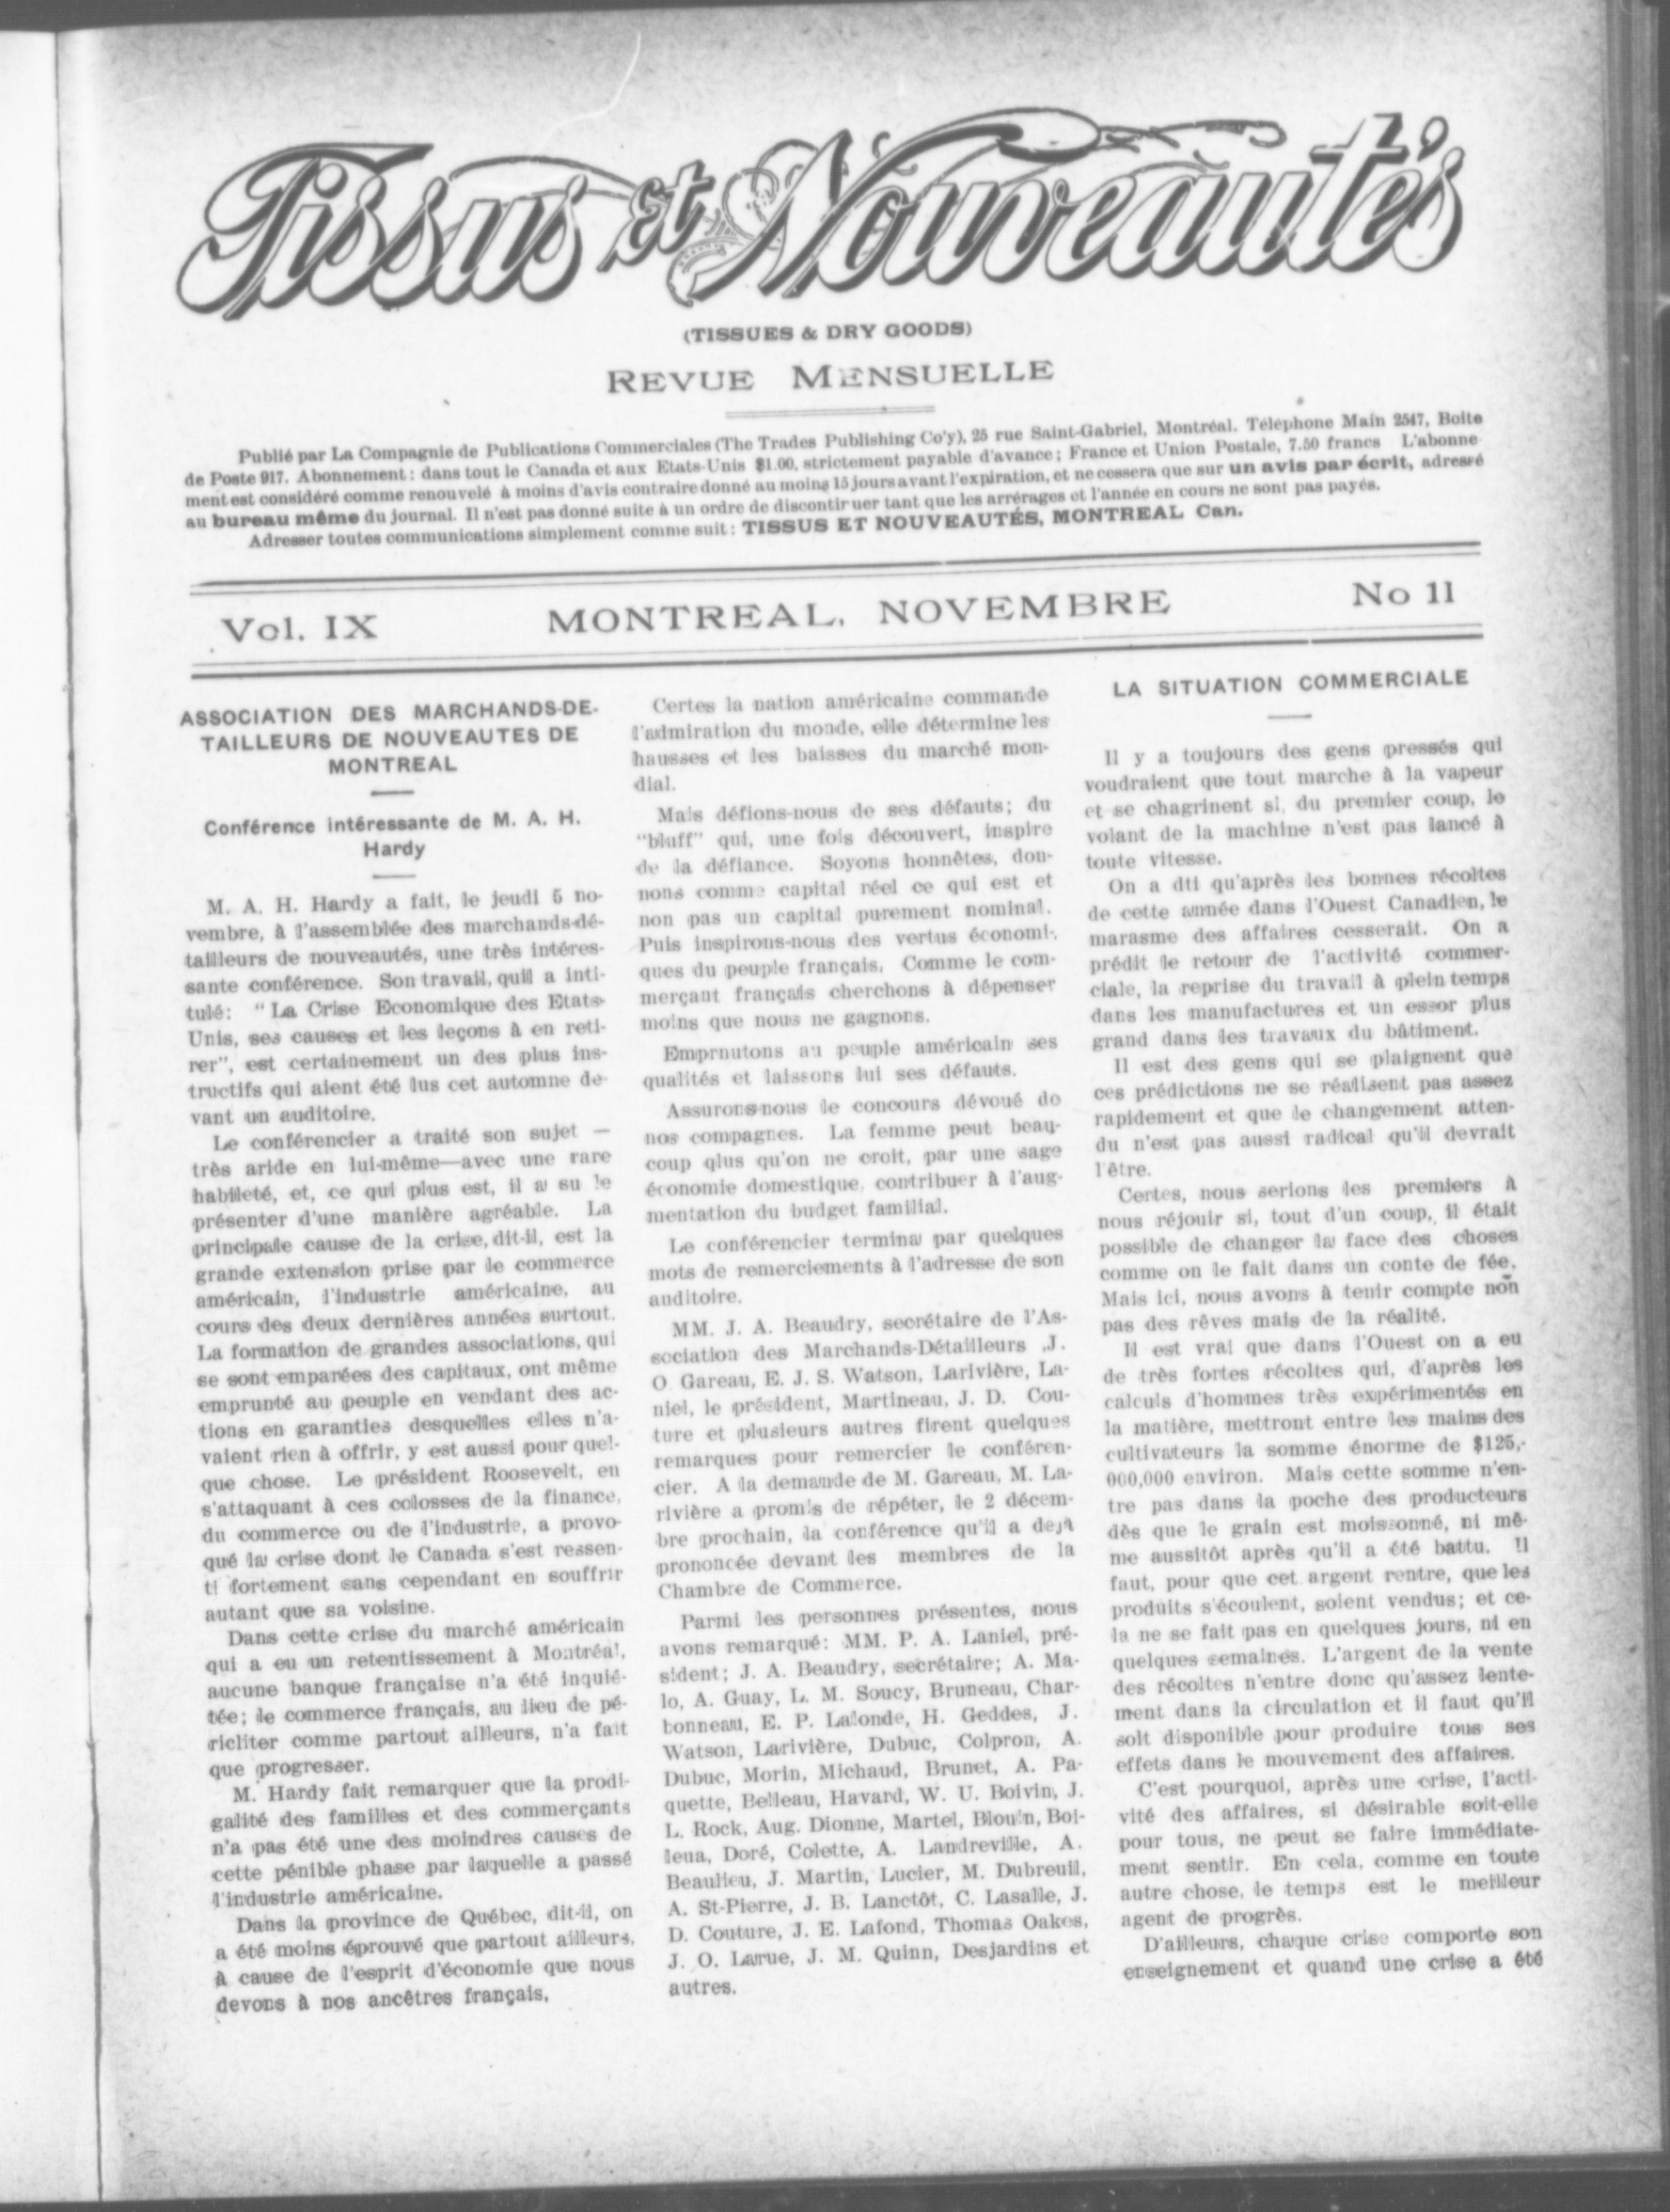 Tissus et Nouveautés
(TISSUES & DRY GOODS)
REVUE MENSUELLE
Publié par La Compagnie de Publications Commerciales (The Trades Publishing Co'y), 25 rue Saint-Gabriel, Montréal. Téléphone Main 2547, Boite
de Poste 917. Abonnement : dans tout le Canada et aux Etats-Unis $1.00, strictement payable d'avance ; France et Union Postale, 7.50 francs L'abonne
ment est considéré comme renouvelé à moins d'avis contraire donné au moins 15 jours avant l'expiration, et ne cessera que sur un avis par écrit, adressé
au bureau même du journal. Il n'est pas donné suite à un ordre de discontinuer tant que les arrérages et l'année en cours ne sont pas payés.
Adresser toutes communications simplement comme suit : TISSUS ET NOUVEAUTÉS, MONTREAL Can.
Vol. IX MONTREAL, NOVEMBRE No 11
ASSOCIATION DES MARCHANDS-DE-
TAILLEURS DE NOUVEAUTES DE
MONTREAL
Conférence intéressante de M. A. H.
Hardy
M. A. H. Hardy a fait, le jeudi 5 no-
vembre, à l'assemblée des marchands-dé-
tailleurs de nouveautés, une très intéres-
sante conférence. Son travail, quil a inti-
tulé: "La Crise Economique des Etats-
Unis, ses causes et les leçons à en reti-
rer", est certainement un des plus ins-
tructifs qui aient été lus cet automne de-
vant un auditoire.
Le conférencier a traité son sujet —
très aride en lui-même—avec une rare
habileté, et, ce qui plus est, il a su le
présenter d'une manière agréable. La
principale cause de la crise, dit-il, est la
grande extension prise par le commerce
américain, l'industrie américaine, au
cours des deux dernières années surtout.
La formation de grandes associations, qui
se sont emparées des capitaux, ont même
emprunté au peuple en vendant des ac-
tions en garanties desquelles elles n'a-
vaient rien à offrir, y est aussi pour quel-
que chose. Le président Roosevelt, en
s'attaquant à ces colosses de la finance,
du commerce ou de l'industrie, a provo-
qué la crise dont le Canada s'est ressen-
ti fortement sans cependant en souffrir
autant que sa voisine.
Dans cette crise du marché américain
qui a eu un retentissement à Montréal,
aucune banque française n'a été inquié-
tée; le commerce français, au lieu de pé-
ricliter comme partout ailleurs, n'a fait
que progresser.
M. Hardy fait remarquer que la prodi-
galité des familles et des commerçants
n'a pas été une des moindres causes de
cette pénible phase par laquelle a passé
l'industrie américaine.
Dans la province de Québec, dit-il, on
a été moins éprouvé que partout ailleurs,
à cause de l'esprit d'économie que nous
devons à nos ancêtres français.
Certes la nation américaine commande
l'admiration du monde, elle détermine les
hausses et les baisses du marché mon-
dial.
Mais défions-nous de ses défauts; du
"bluff" qui, une fois découvert, inspire
de la défiance. Soyons honnêtes, don-
nons comme capital réel ce qui est et
non pas un capital purement nominal.
Puis inspirons-nous des vertus économi-
ques du peuple français. Comme le com-
merçant français cherchons à dépenser
moins que nous ne gagnons.
Emprnutons au peuple américain ses
qualités et laissons lui ses défauts.
Assurons-nous le concours dévoué de
nos compagnes. La femme peut beau-
coup qlus qu'on ne croit, par une sage
économie domestique, contribuer à l'aug-
mentation du budget familial.
Le conférencier termina par quelques
mots de remerciements à l'adresse de son
auditoire.
MM. J. A. Beaudry, secrétaire de l'As-
sociation des Marchands-Détailleurs ,J.
O Gareau, E. J. S. Watson, Larivière, La-
niel, le président, Martineau, J. D. Cou-
ture et plusieurs autres firent quelques
remarques pour remercier le conféren-
cier. A la demande de M. Gareau, M. La-
rivière a promis de répéter, le 2 décem-
bre prochain, la conférence qu'il a dejà
prononcée devant les membres de la
Chambre de Commerce.
Parmi les personnes présentes, nous
avons remarqué: MM. P. A. Laniel, pré-
sident; J. A. Beaudry, secrétaire; A. Ma-
lo, A. Guay, L. M. Soucy, Bruneau, Char-
bonneau, E. P. Lalonde, H. Geddes, J.
Watson, Larivière, Dubuc, Colpron, A.
Dubuc, Morin, Michaud, Brunet, A. Pa-
quette, Belleau, Havard, W. U. Boivin, J.
L. Rock, Aug. Dionne, Martel, Blouin, Boi-
leua, Doré, Colette, A. Landreville, A.
Beaulieu, J. Martin, Lucier, M. Dubreuil,
A. St-Pierre, J. B. Lanctôt, C. Lasalle, J.
D. Couture, J. E. Lafond, Thomas Oakes,
J. O. Larue, J. M. Quinn, Desjardins et
autres.
LA SITUATION COMMERCIALE
Il y a toujours des gens pressés qui
voudraient que tout marche à la vapeur
et se chagrinent si, du premier coup, le
volant de la machine n'est pas lancé à
toute vitesse.
On a dti qu'après les bonnes récoltes
de cette année dans l'Ouest Canadien, le
marasme des affaires cesserait. On a
prédit le retour de l'activité commer-
ciale, la reprise du travail à plein temps
dans les manufactures et un essor plus
grand dans les travaux du bâtiment.
Il est des gens qui se plaignent que
ces prédictions ne se réalisent pas assez
rapidement et que le changement atten-
du n'est pas aussi radical qu'il devrait
l'être.
Certes, nous serions les premiers à
nous réjouir si, tout d'un coup, il était
possible de changer la face des choses
comme on le fait dans un conte de fée.
Mais ici, nous avons à tenir compte non
pas des rêves mais de la réalité.
Il est vrai que dans l'Ouest on a eu
de très fortes récoltes qui, d'après les
calculs d'hommes très expérimentés en
la matière, mettront entre les mains des
cultivateurs la somme énorme de $125,-
000,000 environ. Mais cette somme n'en-
tre pas dans la poche des producteurs
dès que le grain est moissonné, ni mê-
me aussitôt après qu'il a été battu. Il
faut, pour que cet argent rentre, que les
produits s'écoulent, soient vendus; et ce-
la ne se fait pas en quelques jours, ni en
quelques semaines. L'argent de la vente
des récoltes n'entre donc qu'assez lente-
ment dans la circulation et il faut qu'il
soit disponible pour produire tous ses
effets dans le mouvement des affaires.
C'est pourquoi, après une crise, l'acti-
vité des affaires, si désirable soit-elle
pour tous, ne peut se faire immédiate-
ment sentir. En cela, comme en toute
autre chose, le temps est le meilleur
agent de progrès.
D'ailleurs, chaque crise comporte son
enseignement et quand une crise a été